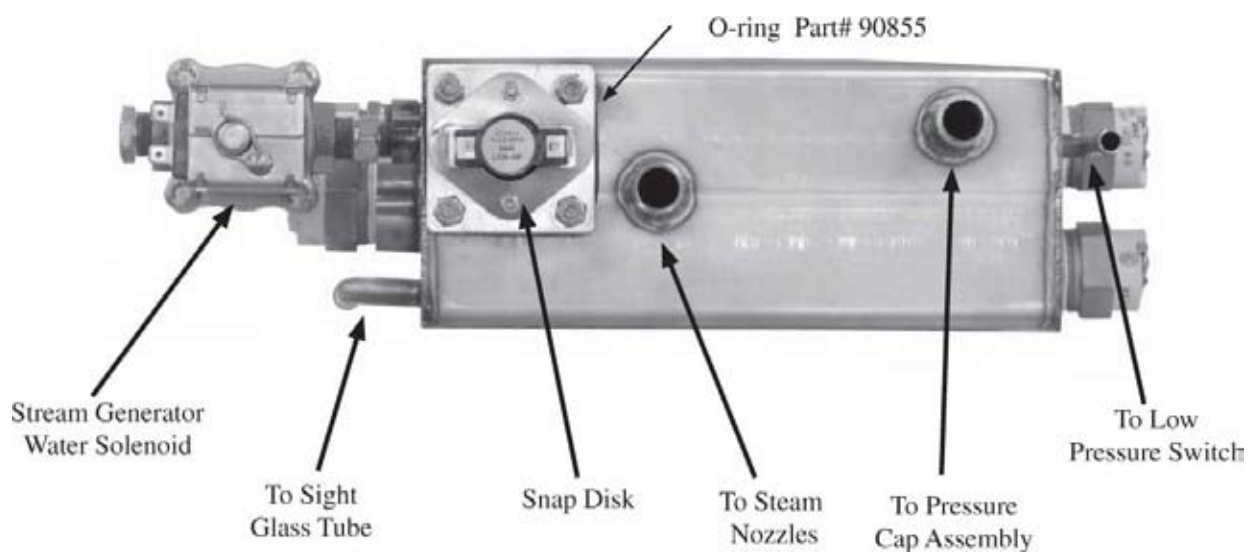 O-ring Part# 90855
Stream Generator
Water Solenoid
To Sight
Glass Tube
Snap Disk
To Steam
Nozzles
To Pressure
Cap Assembly
To Low
Pressure Switch